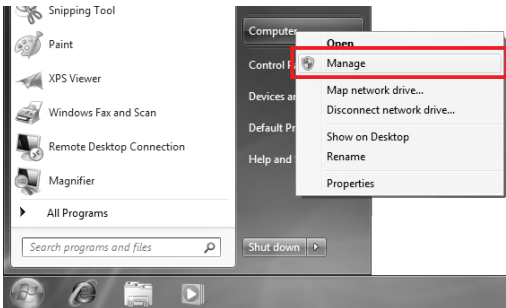 Snipping Tool
Paint
XPS Viewer
Windows Fax and Scan
Remote Desktop Connection
Magnifier
All Programs
Search programs and files
Computer
Control
Devices
Default
Help and
Shut down
Open
Manage
Map network drive...
Disconnect network drive...
Show on Desktop
Rename
Properties